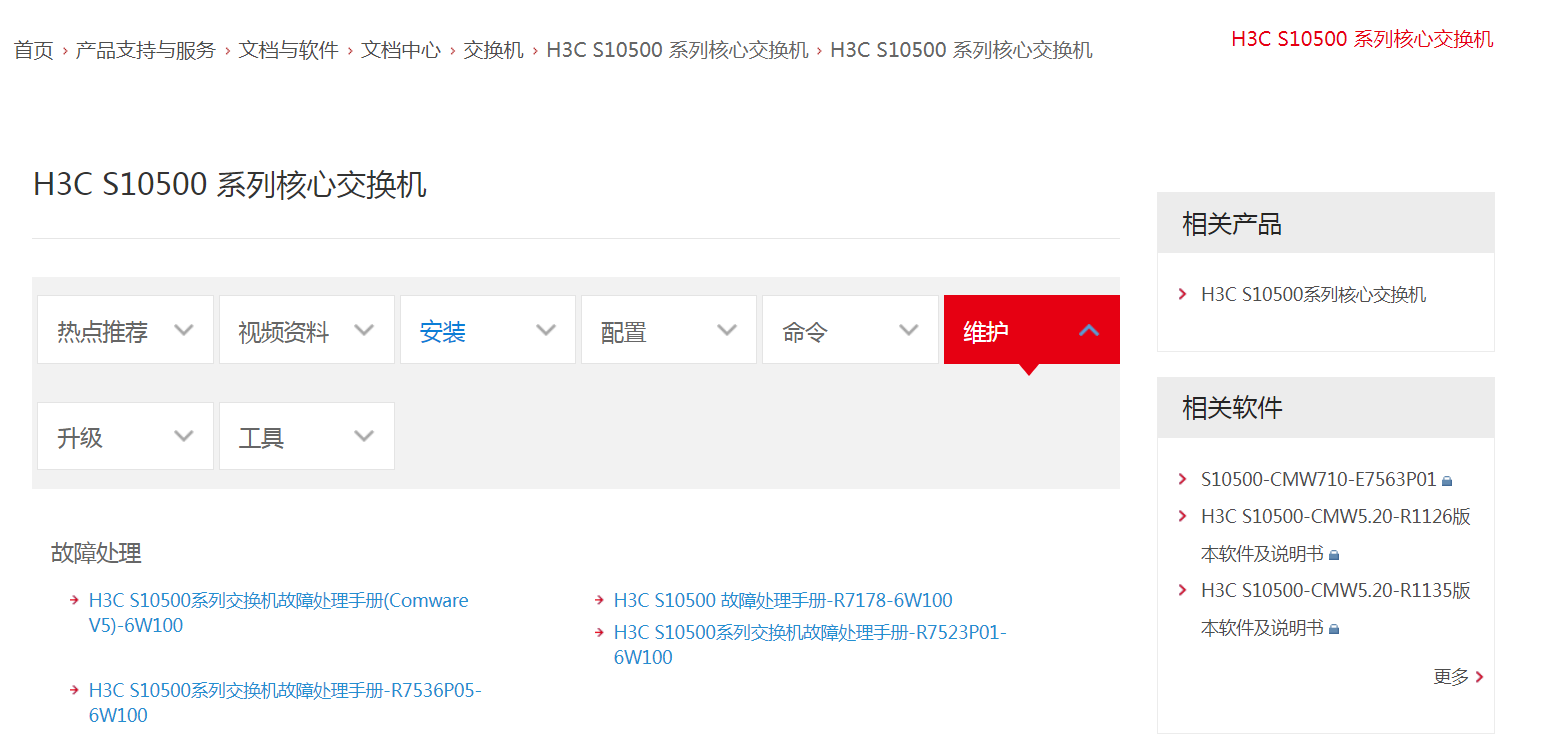 首页 › 产品支持与服务 › 文档与软件 › 文档中心 › 交换机 › H3C S10500 系列核心交换机 › H3C S10500 系列核心交换机
H3C S10500 系列核心交换机
H3C S10500 系列核心交换机
热点推荐
视频资料
安装
配置
命令
维护
升级
工具
故障处理
H3C S10500系列交换机故障处理手册(Comware
V5)-6W100
H3C S10500 故障处理手册-R7178-6W100
H3C S10500系列交换机故障处理手册-R7523P01-
6W100
H3C S10500系列交换机故障处理手册-R7536P05-
6W100
相关产品
H3C S10500系列核心交换机
相关软件
S10500-CMW710-E7563P01
H3C S10500-CMW5.20-R1126版
本软件及说明书
H3C S10500-CMW5.20-R1135版
本软件及说明书
更多